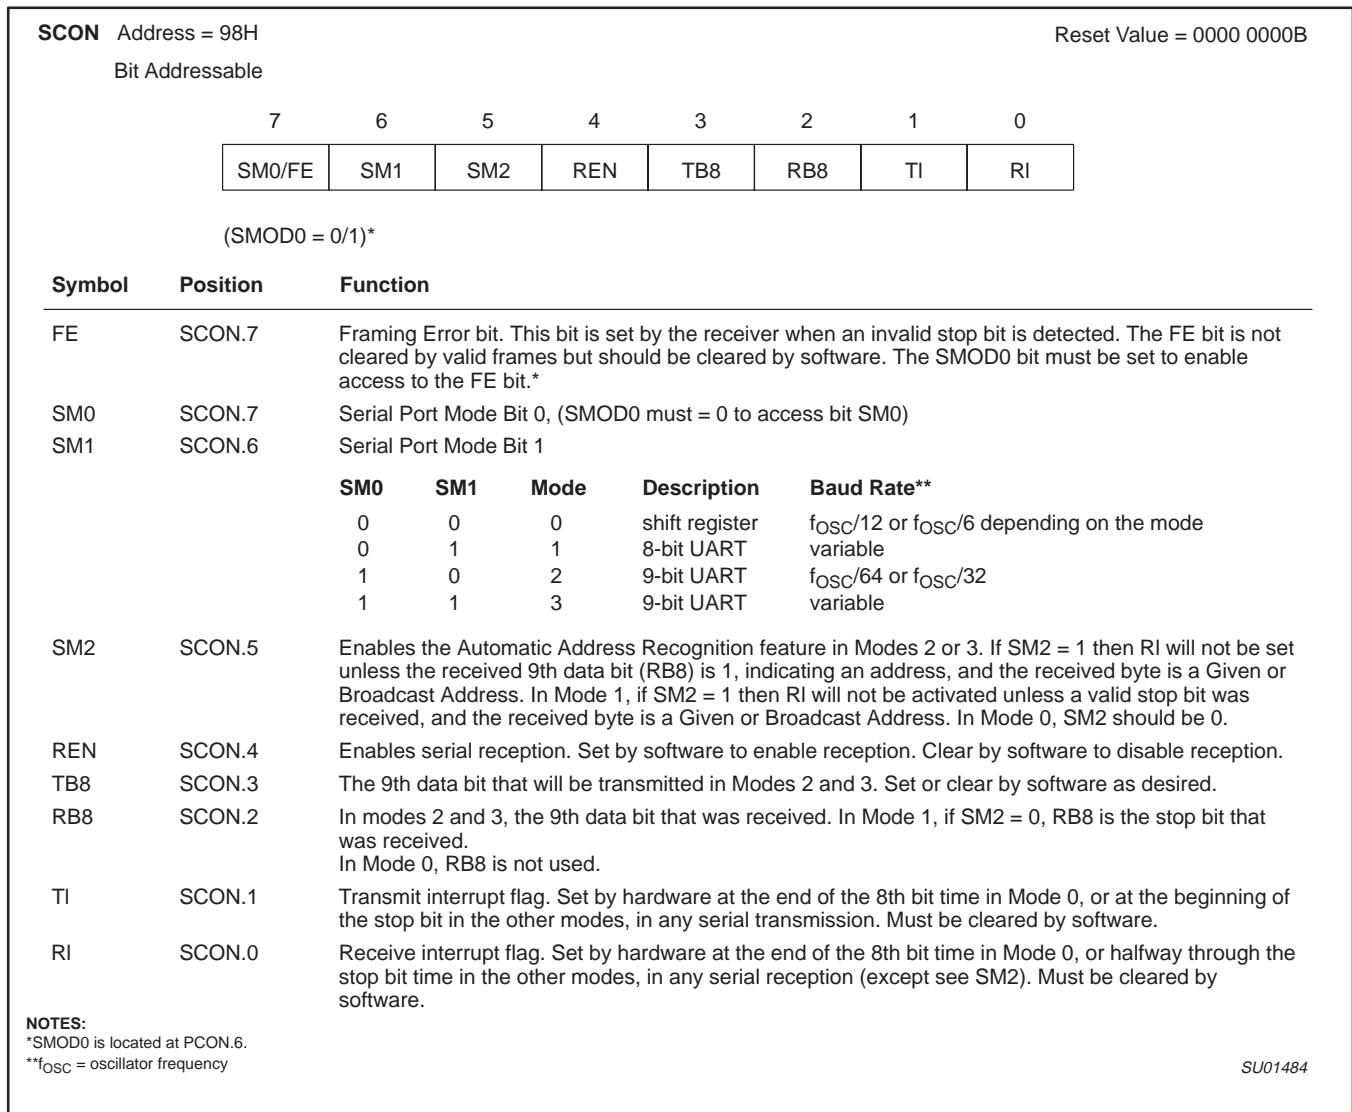 SCON Address = 98H Reset Value = 0000 0000B
Bit Addressable
7 6 5 4 3 2 1 0
SM0/FE SM1 SM2 REN TB8 RB8 TI RI
(SMOD0 = 0/1)*
Symbol Position Function
FE SCON.7 Framing Error bit. This bit is set by the receiver when an invalid stop bit is detected. The FE bit is not
cleared by valid frames but should be cleared by software. The SMOD0 bit must be set to enable
access to the FE bit.*
SM0 SCON.7 Serial Port Mode Bit 0, (SMOD0 must = 0 to access bit SM0)
SM1 SCON.6 Serial Port Mode Bit 1
SM0 SM1 Mode Description Baud Rate**
0 0 0 shift register fOSC/12 or fOSC/6 depending on the mode
0 1 1 8-bit UART variable
1 0 2 9-bit UART fOSC/64 or fOSC/32
1 1 3 9-bit UART variable
SM2 SCON.5 Enables the Automatic Address Recognition feature in Modes 2 or 3. If SM2 = 1 then RI will not be set
unless the received 9th data bit (RB8) is 1, indicating an address, and the received byte is a Given or
Broadcast Address. In Mode 1, if SM2 = 1 then RI will not be activated unless a valid stop bit was
received, and the received byte is a Given or Broadcast Address. In Mode 0, SM2 should be 0.
REN SCON.4 Enables serial reception. Set by software to enable reception. Clear by software to disable reception.
TB8 SCON.3 The 9th data bit that will be transmitted in Modes 2 and 3. Set or clear by software as desired.
RB8 SCON.2 In modes 2 and 3, the 9th data bit that was received. In Mode 1, if SM2 = 0, RB8 is the stop bit that
was received.
In Mode 0, RB8 is not used.
TI SCON.1 Transmit interrupt flag. Set by hardware at the end of the 8th bit time in Mode 0, or at the beginning of
the stop bit in the other modes, in any serial transmission. Must be cleared by software.
RI SCON.0 Receive interrupt flag. Set by hardware at the end of the 8th bit time in Mode 0, or halfway through the
stop bit time in the other modes, in any serial reception (except see SM2). Must be cleared by
software.
NOTES:
*SMOD0 is located at PCON.6.
**fOSC = oscillator frequency SU01484